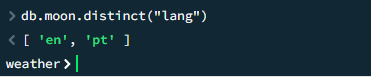 > db.moon.distinct("lang")
< [ 'en', 'pt' ]
weather>